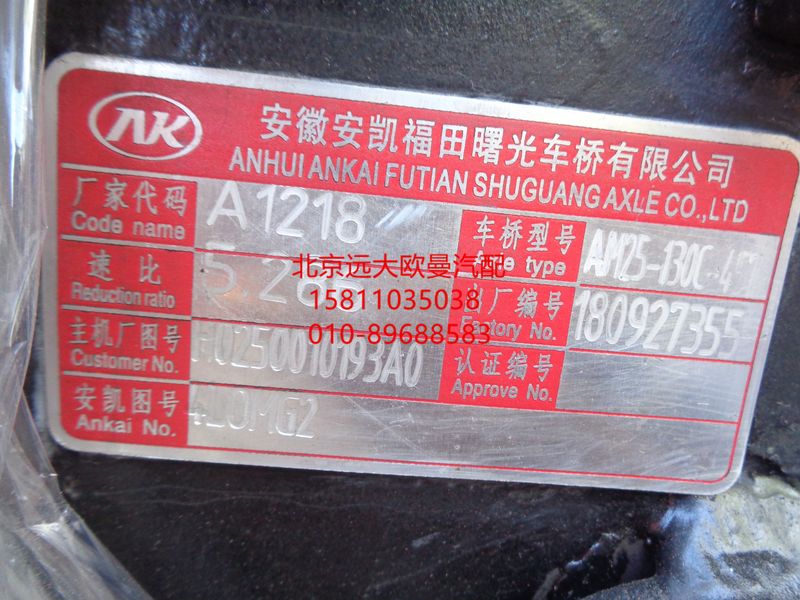 AK
安徽安凯福田曙光车桥有限公司
ANHUI ANKAI FUTIAN SHUGUANG AXLE CO.,LTD
厂家代码 A1218 车桥型号
Code name type
速比 出厂编号 180927355
Reduction ratio Factory No.
主机厂图号 H0250010193A0 认证编号
Customer No. Approve No.
安凯图号
Ankai No.
北京远大欧曼汽配
15811035038
010-89688583